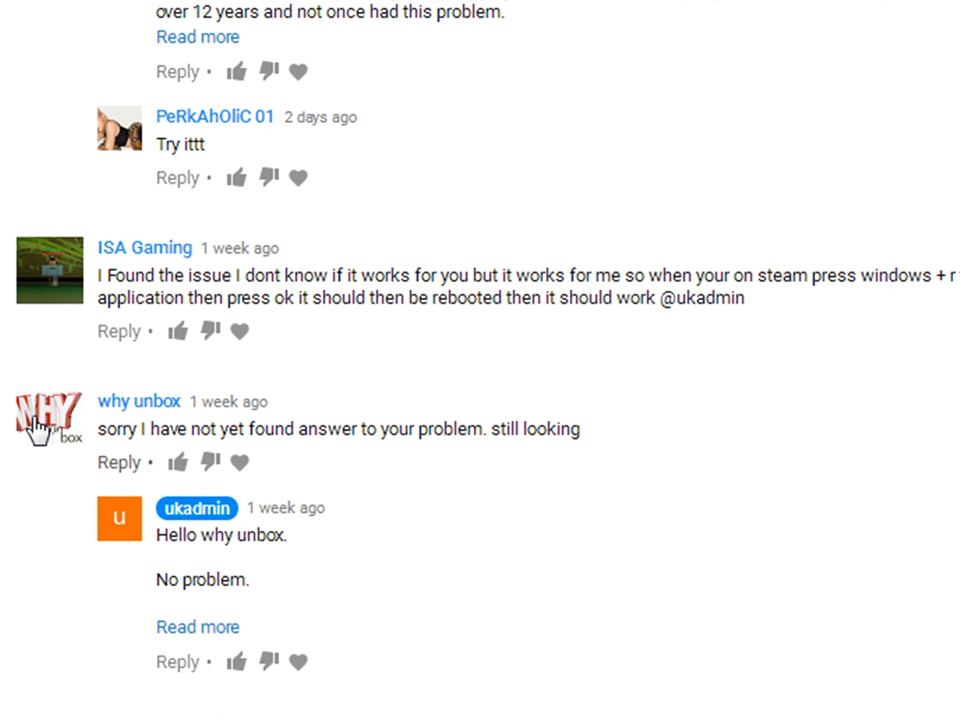 over 12 years and not once had this problem.
Read more
Reply •
PeRkAhOliC 01 2 days ago
Try ittt
Reply •
ISA Gaming 1 week ago
I Found the issue I dont know if it works for you but it works for me so when your on steam press windows + r
application then press ok it should then be rebooted then it should work @ukadmin
Reply •
WHY
box
why unbox 1 week ago
sorry I have not yet found answer to your problem. still looking
Reply •
u
ukadmin 1 week ago
Hello why unbox.
No problem.
Read more
Reply •